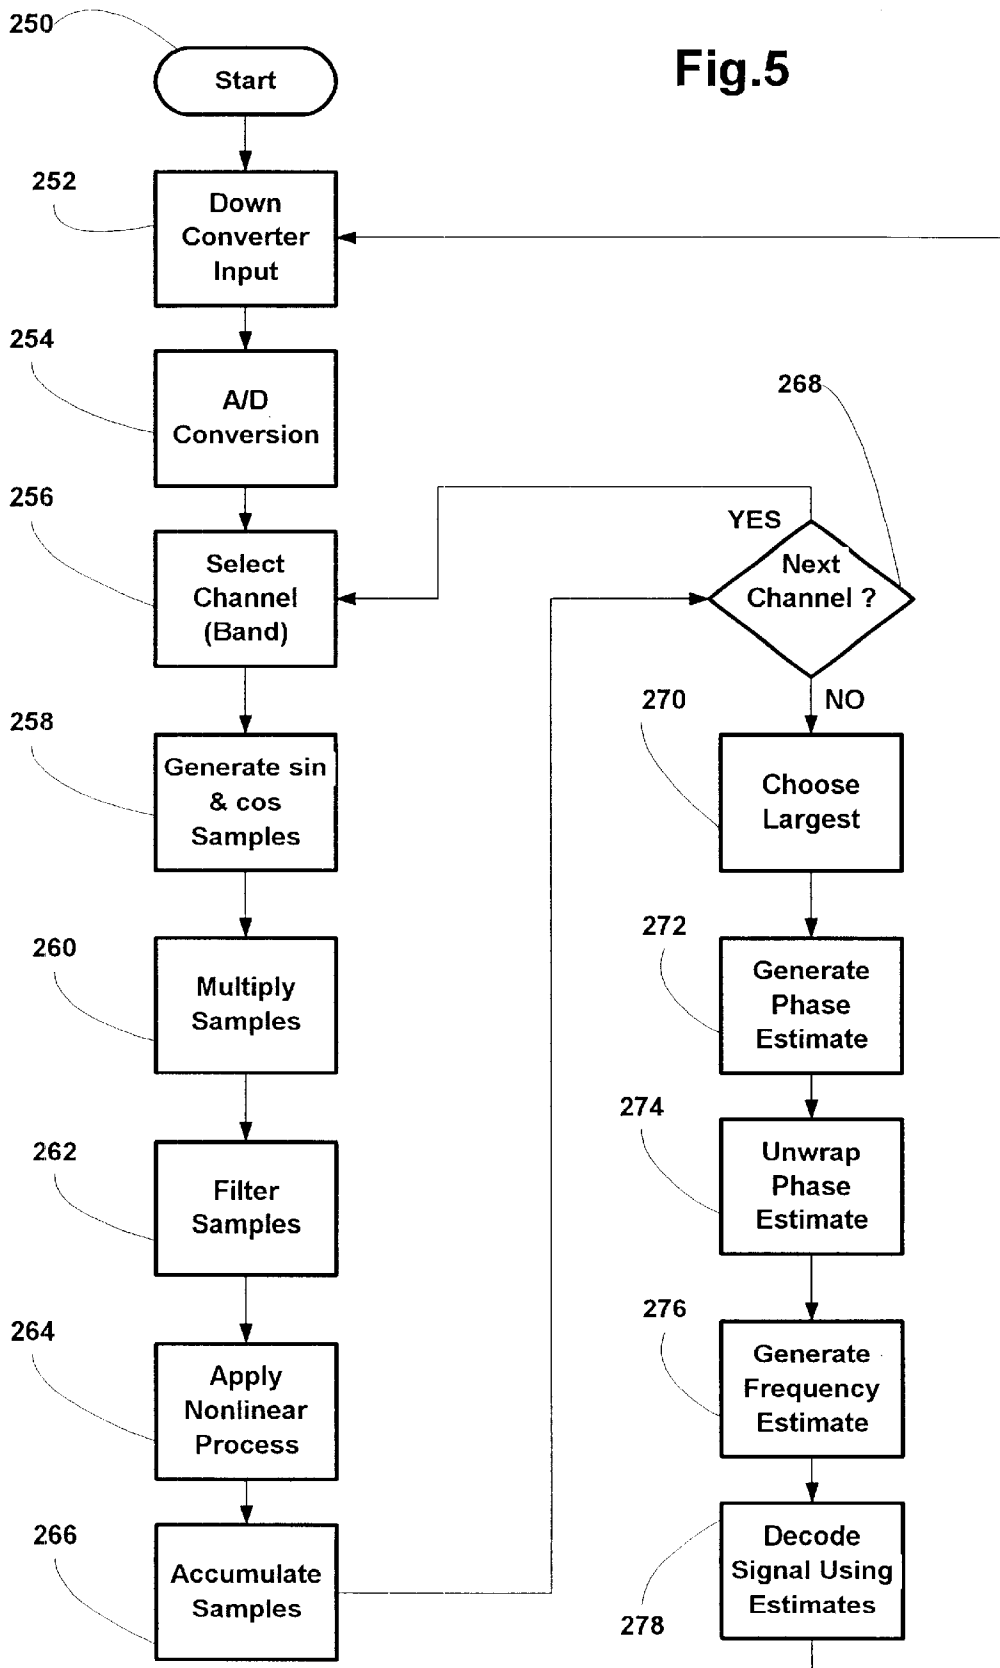 Fig.5
250
Start
252
Down
Converter
Input
254
A/D
Conversion
256
Select
Channel
(Band)
258
Generate sin
& cos
Samples
260
Multiply
Samples
262
Filter
Samples
264
Apply
Nonlinear
Process
266
Accumulate
Samples
268
YES
Next
Channel ?
NO
270
Choose
Largest
272
Generate
Phase
Estimate
274
Unwrap
Phase
Estimate
276
Generate
Frequency
Estimate
278
Decode
Signal Using
Estimates